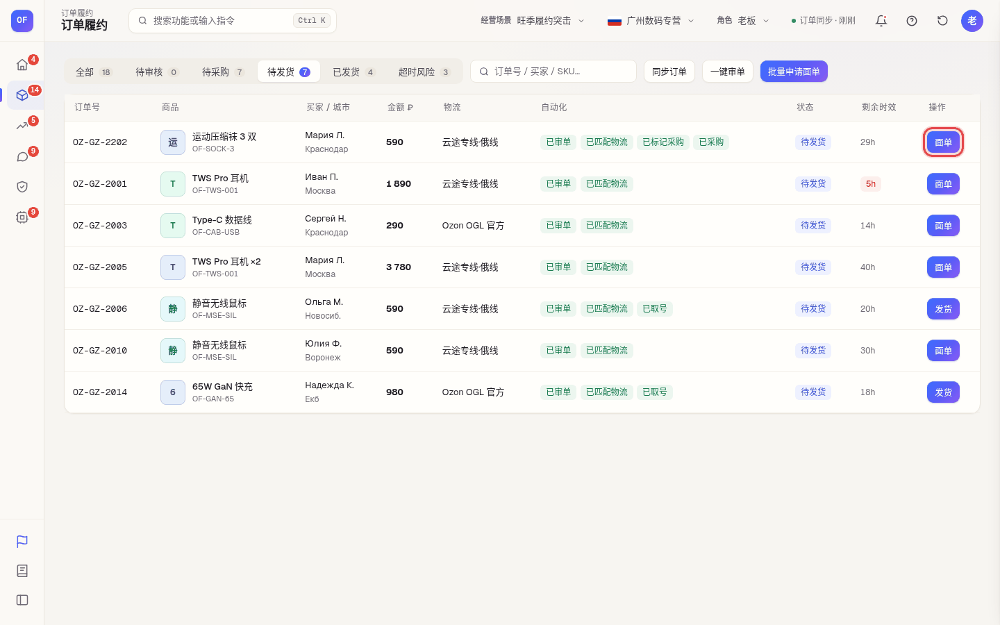 OF
订单履约
订单履约
搜索功能或输入指令
Ctrl K
经营场景 旺季履约突击
广州数码专营
角色 老板
订单同步 · 刚刚
老
4
14
5
9
9
全部 18
待审核 0
待采购 7
待发货 7
已发货 4
超时风险 3
订单号 / 买家 / SKU...
同步订单
一键审单
批量申请面单
订单号 商品 买家 / 城市 金额 ₽ 物流 自动化 状态 剩余时效 操作
OZ-GZ-2202 运 运动压缩袜 3 双 OF-SOCK-3 Мария Л. Краснодар 590 云途专线·俄线 已审单 已匹配物流 已标记采购 已采购 待发货 29h 面单
OZ-GZ-2001 T TWS Pro 耳机 OF-TWS-001 Иван П. Москва 1 890 云途专线·俄线 已审单 已匹配物流 待发货 5h 面单
OZ-GZ-2003 T Type-C 数据线 OF-CAB-USB Сергей Н. Краснодар 290 Ozon OGL 官方 已审单 已匹配物流 待发货 14h 面单
OZ-GZ-2005 T TWS Pro 耳机 ×2 OF-TWS-001 Мария Л. Москва 3 780 云途专线·俄线 已审单 已匹配物流 待发货 40h 面单
OZ-GZ-2006 静 静音无线鼠标 OF-MSE-SIL Ольга М. Новосиб. 590 云途专线·俄线 已审单 已匹配物流 已取号 待发货 20h 发货
OZ-GZ-2010 静 静音无线鼠标 OF-MSE-SIL Юлия Ф. Воронеж 590 云途专线·俄线 已审单 已匹配物流 待发货 30h 面单
OZ-GZ-2014 6 65W GaN 快充 OF-GAN-65 Надежда К. Екб 980 Ozon OGL 官方 已审单 已匹配物流 已取号 待发货 18h 发货